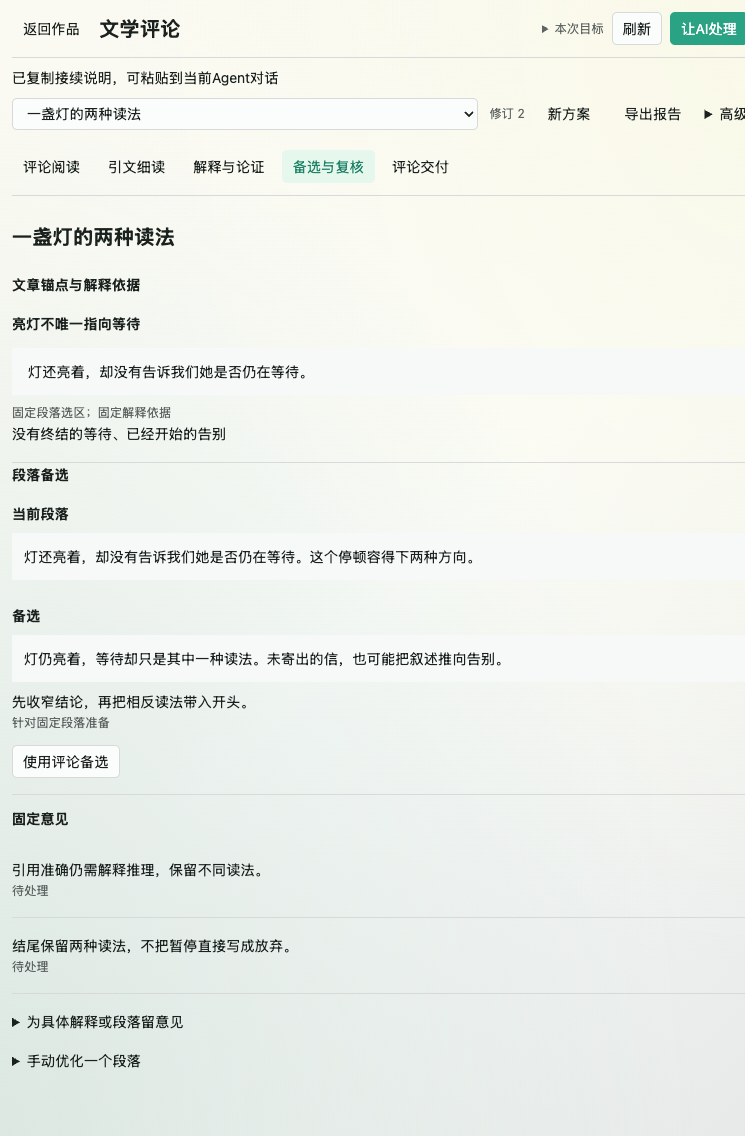 返回作品 文学评论 ▶ 本次目标 刷新 让AI处理
已复制接续说明，可粘贴到当前Agent对话
一盏灯的两种读法 修订 2 新方案 导出报告 ▶ 高级
评论阅读 引文细读 解释与论证 备选与复核 评论交付
一盏灯的两种读法
文章锚点与解释依据
亮灯不唯一指向等待
灯还亮着，却没有告诉我们她是否仍在等待。
固定段落选区；固定解释依据
没有终结的等待、已经开始的告别
段落备选
当前段落
灯还亮着，却没有告诉我们她是否仍在等待。这个停顿容得下两种方向。
备选
灯仍亮着，等待却只是其中一种读法。未寄出的信，也可能把叙述推向告别。
先收窄结论，再把相反读法带入开头。
针对固定段落准备
使用评论备选
固定意见
引用准确仍需解释推理，保留不同读法。
待处理
结尾保留两种读法，不把暂停直接写成放弃。
待处理
▶ 为具体解释或段落留意见
▶ 手动优化一个段落